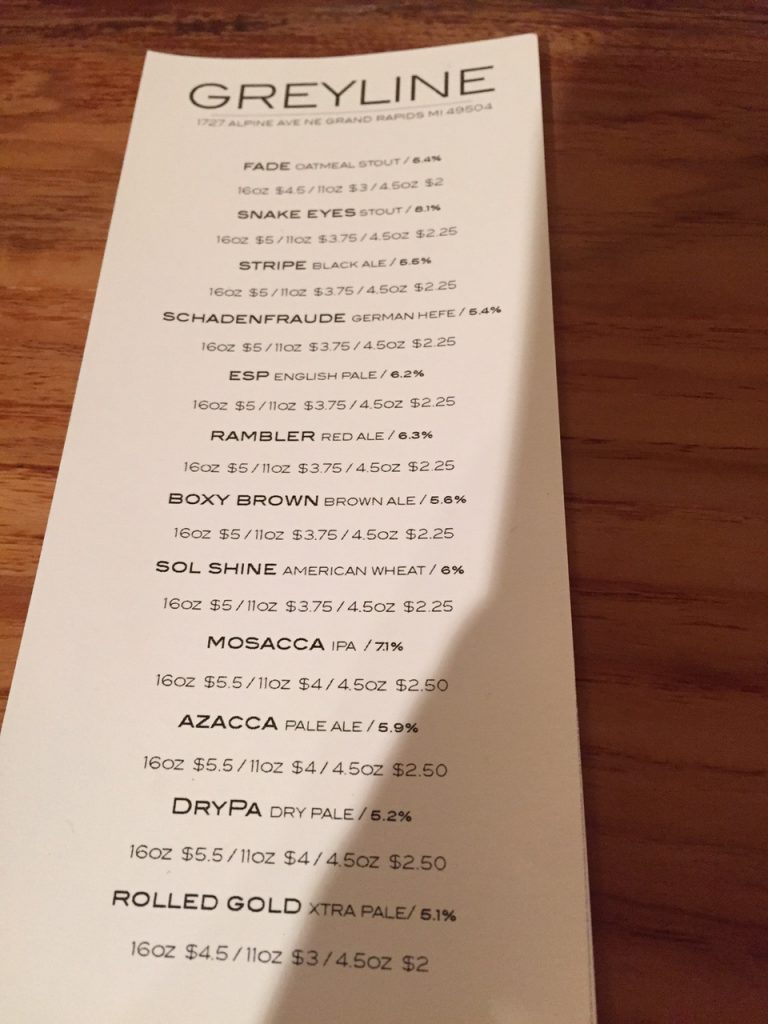 GREYLINE
1727 ALPINE AVE NE GRAND RAPIDS MI 49504
FADE OATMEAL STOUT / 6.4%
16OZ $4.5 / 11OZ $3 / 4.5OZ $2
SNAKE EYES STOUT / 8.1%
16OZ $5 / 11OZ $3.75 / 4.5OZ $2.25
STRIPE BLACK ALE / 5.5%
16OZ $5 / 11OZ $3.75 / 4.5OZ $2.25
SCHADENFRAUDE GERMAN HEFE / 5.4%
16OZ $5 / 11OZ $3.75 / 4.5OZ $2.25
ESP ENGLISH PALE / 6.2%
16OZ $5 / 11OZ $3.75 / 4.5OZ $2.25
RAMBLER RED ALE / 6.3%
16OZ $5 / 11OZ $3.75 / 4.5OZ $2.25
BOXY BROWN BROWN ALE / 5.6%
16OZ $5 / 11OZ $3.75 / 4.5OZ $2.25
SOL SHINE AMERICAN WHEAT / 6%
16OZ $5 / 11OZ $3.75 / 4.5OZ $2.25
MOSACCA IPA / 7.1%
16OZ $5.5 / 11OZ $4 / 4.5OZ $2.50
AZACCA PALE ALE / 5.9%
16OZ $5.5 / 11OZ $4 / 4.5OZ $2.50
DRYPA DRY PALE / 5.2%
16OZ $5.5 / 11OZ $4 / 4.5OZ $2.50
ROLLED GOLD XTRA PALE/ 5.1%
16OZ $4.5 / 11OZ $3 / 4.5OZ $2